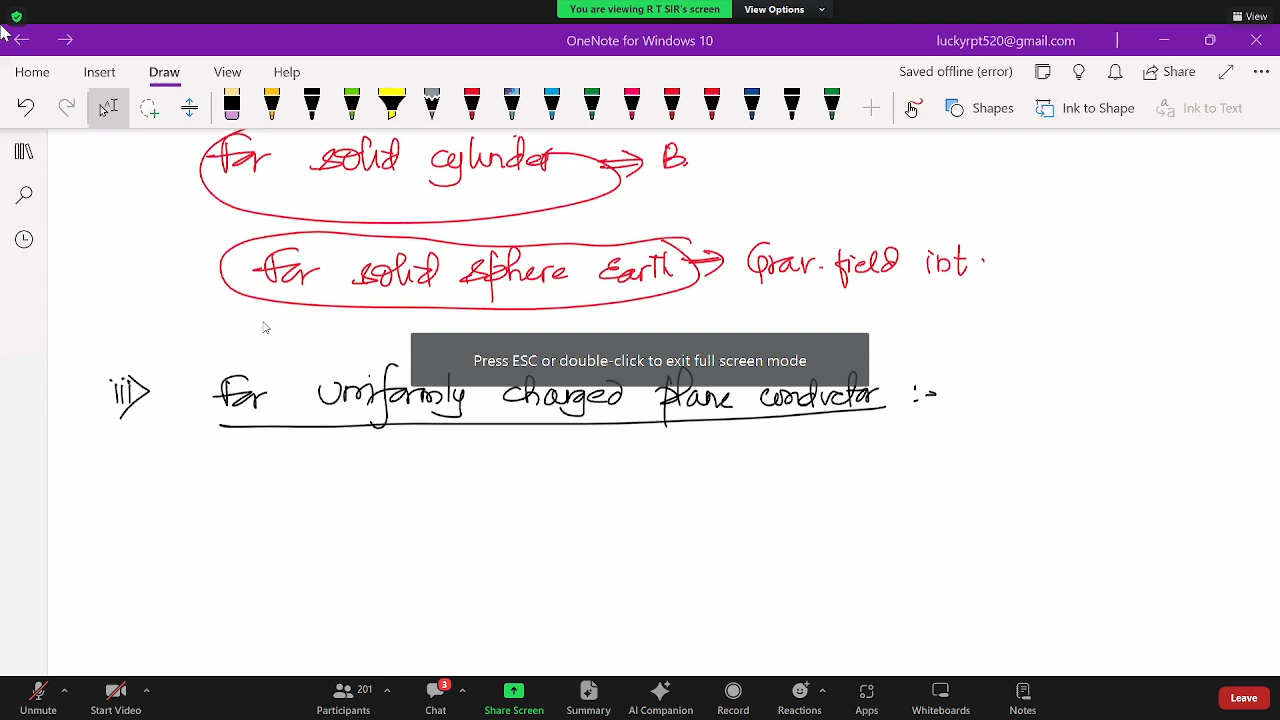 You are viewing R T SIR's screen View Options
View
OneNote for Windows 10 luckyrpt520@gmail.com
Home Insert Draw View Help Saved offline (error) Share
Shapes Ink to Shape Ink to Text
For solid cylinder ⇒ B.
For solid sphere Earth → Grav. field int.
Press ESC or double-click to exit full screen mode
iii> For Uniformly charged plane conductor :-
201 3
Unmute Start Video Participants Chat Share Screen Summary AI Companion Record Reactions Apps Whiteboards Notes Leave